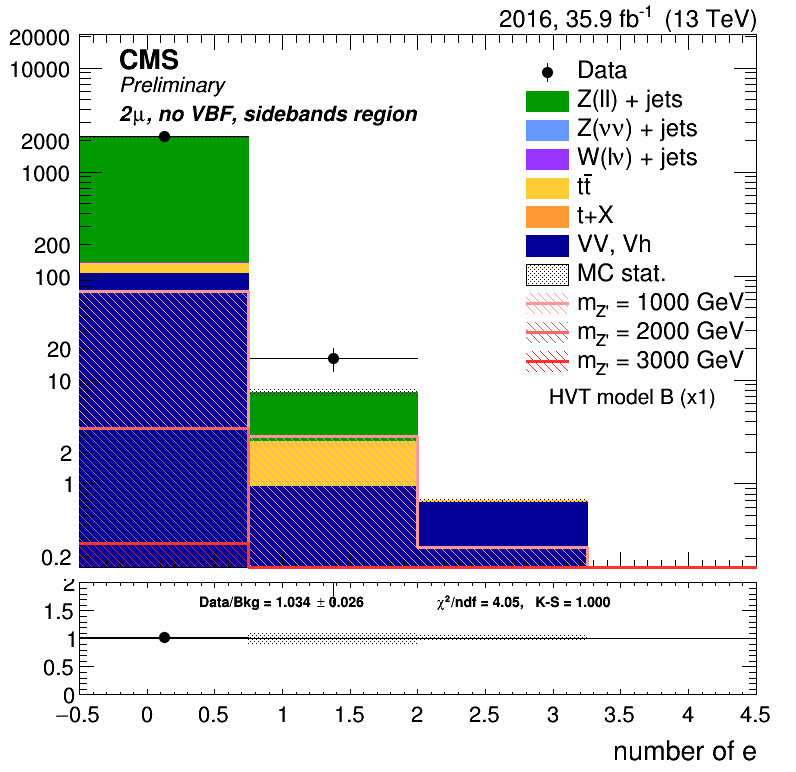 2016, 35.9 fb⁻¹ (13 TeV)
20000
10000
2000
1000
200
100
20
10
2
1
0.2
CMS
Preliminary
2μ, no VBF, sidebands region
Data
Z(ll) + jets
Z(νν) + jets
W(lν) + jets
tt̄
t+X
VV, Vh
MC stat.
m_Z' = 1000 GeV
m_Z' = 2000 GeV
m_Z' = 3000 GeV
HVT model B (x1)
2
1.5
1
0.5
0
Data/Bkg = 1.034 ± 0.026 χ²/ndf = 4.05, K-S = 1.000
−0.5 0 0.5 1 1.5 2 2.5 3 3.5 4 4.5
number of e